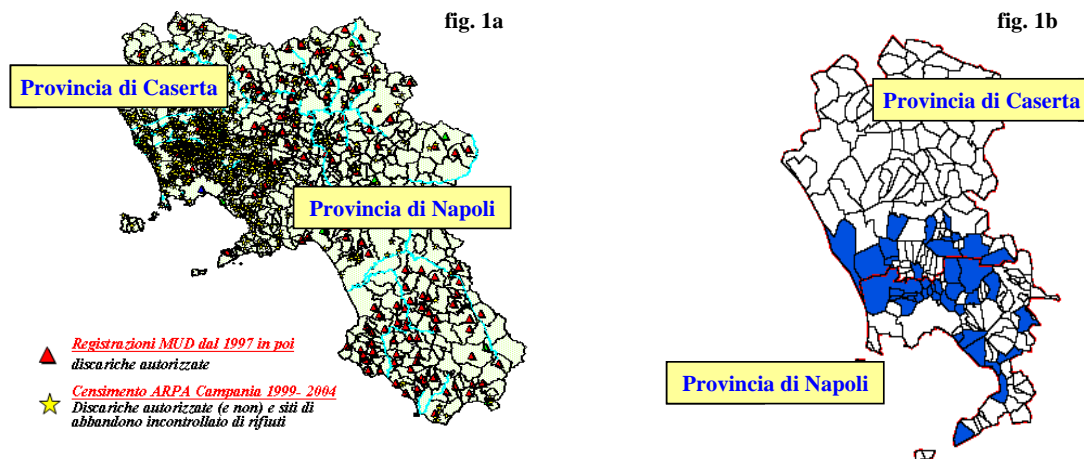 fig. 1a
Provincia di Caserta
Provincia di Napoli
Registrazioni MUD dal 1997 in poi
discariche autorizzate
Censimento ARPA Campania 1999- 2004
Discariche autorizzate (e non) e siti di
abbandono incontrollato di rifiuti
fig. 1b
Provincia di Caserta
Provincia di Napoli